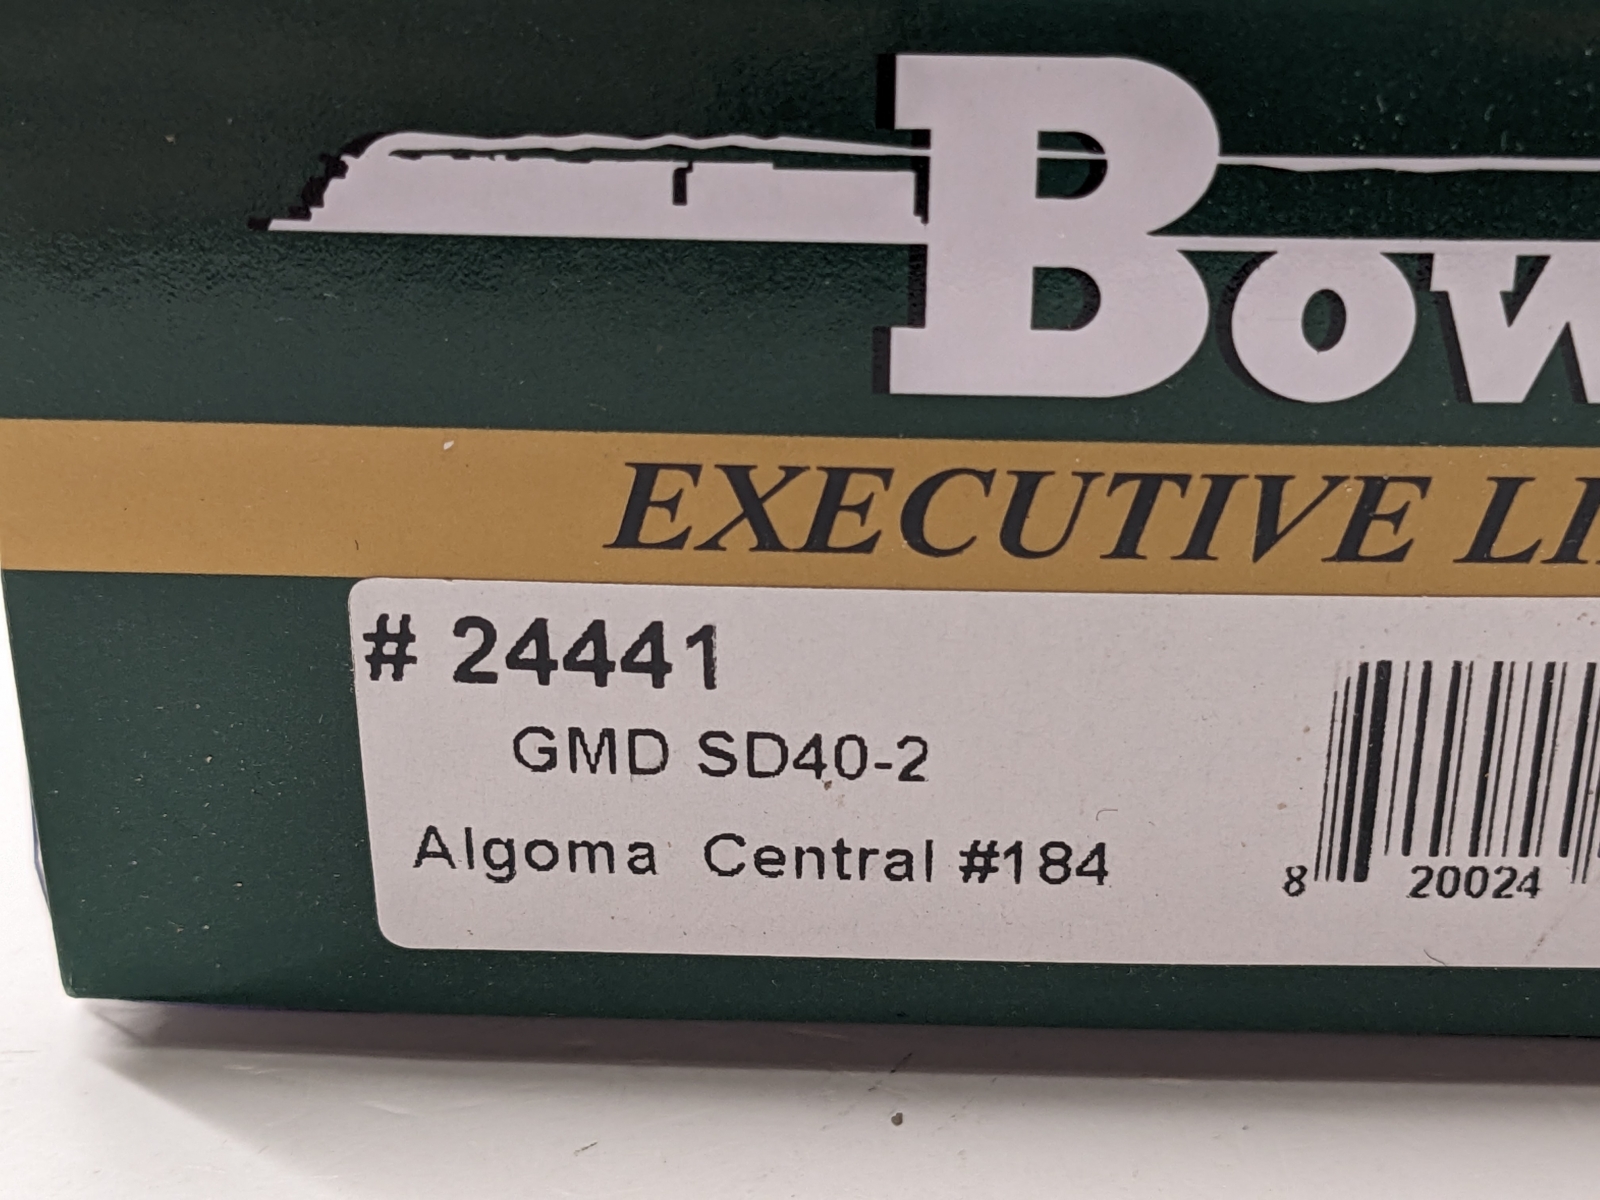 Bow
EXECUTIVE LI
# 24441
GMD SD40-2
Algoma Central #184
8 20024